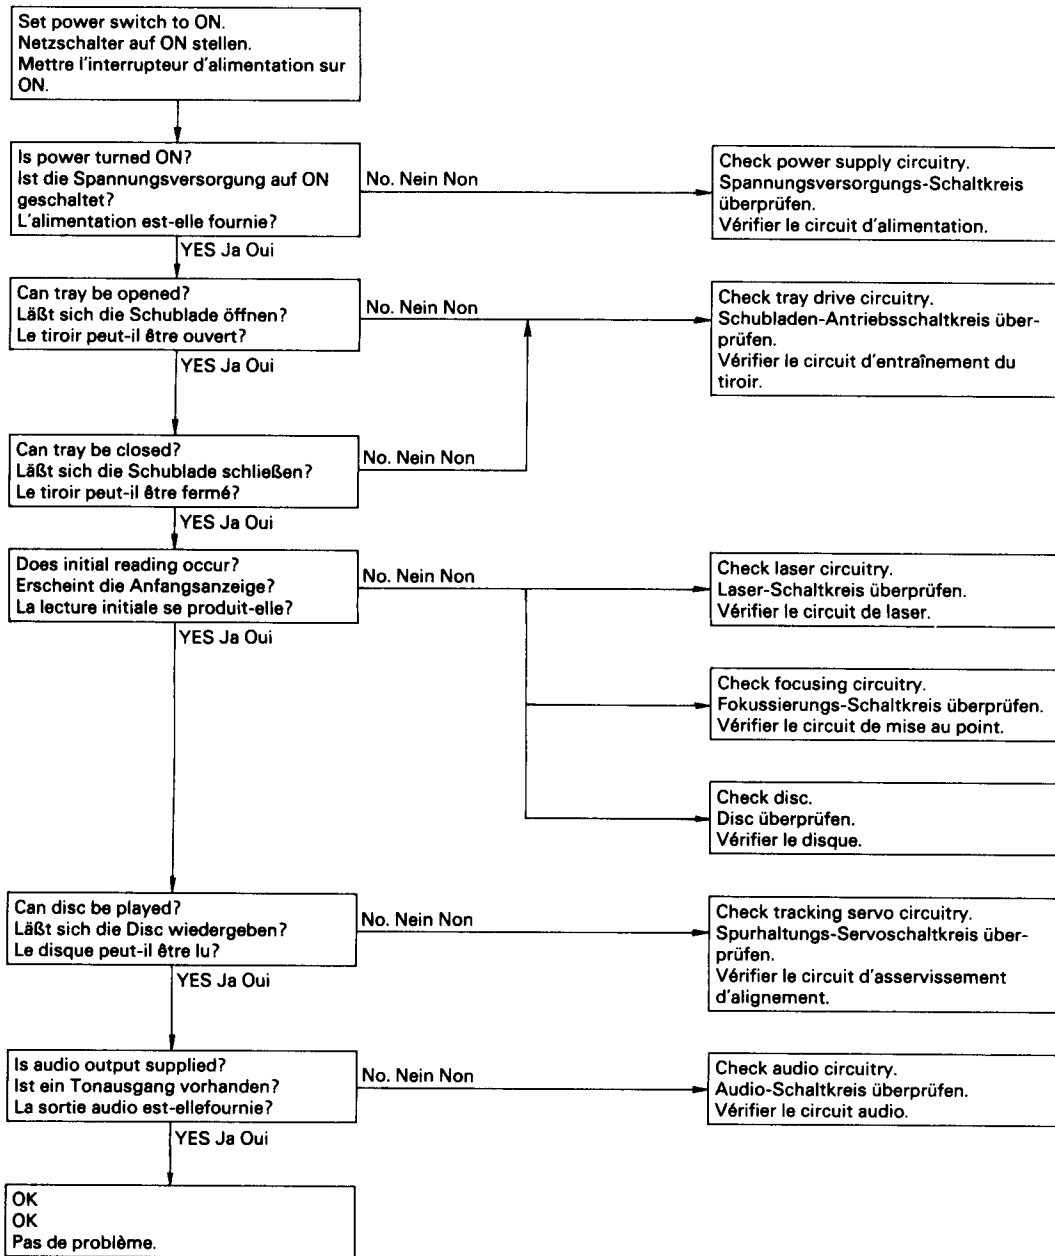 Set power switch to ON.
Netzschalter auf ON stellen.
Mettre l'interrupteur d'alimentation sur
ON.
Is power turned ON?
Ist die Spannungsversorgung auf ON
geschaltet?
L'alimentation est-elle fournie?
No. Nein Non
Check power supply circuitry.
Spannungsversorgungs-Schaltkreis
überprüfen.
Vérifier le circuit d'alimentation.
YES Ja Oui
Can tray be opened?
Läßt sich die Schublade öffnen?
Le tiroir peut-il être ouvert?
No. Nein Non
Check tray drive circuitry.
Schubladen-Antriebsschaltkreis über-
prüfen.
Vérifier le circuit d'entraînement du
tiroir.
YES Ja Oui
Can tray be closed?
Läßt sich die Schublade schließen?
Le tiroir peut-il être fermé?
No. Nein Non
YES Ja Oui
Does initial reading occur?
Erscheint die Anfangsanzeige?
La lecture initiale se produit-elle?
No. Nein Non
Check laser circuitry.
Laser-Schaltkreis überprüfen.
Vérifier le circuit de laser.
YES Ja Oui
Check focusing circuitry.
Fokussierungs-Schaltkreis überprüfen.
Vérifier le circuit de mise au point.
Check disc.
Disc überprüfen.
Vérifier le disque.
Can disc be played?
Läßt sich die Disc wiedergeben?
Le disque peut-il être lu?
No. Nein Non
Check tracking servo circuitry.
Spurhaltungs-Servoschaltkreis über-
prüfen.
Vérifier le circuit d'asservissement
d'alignement.
YES Ja Oui
Is audio output supplied?
Ist ein Tonausgang vorhanden?
La sortie audio est-ellefournie?
No. Nein Non
Check audio circuitry.
Audio-Schaltkreis überprüfen.
Vérifier le circuit audio.
YES Ja Oui
OK
OK
Pas de problème.